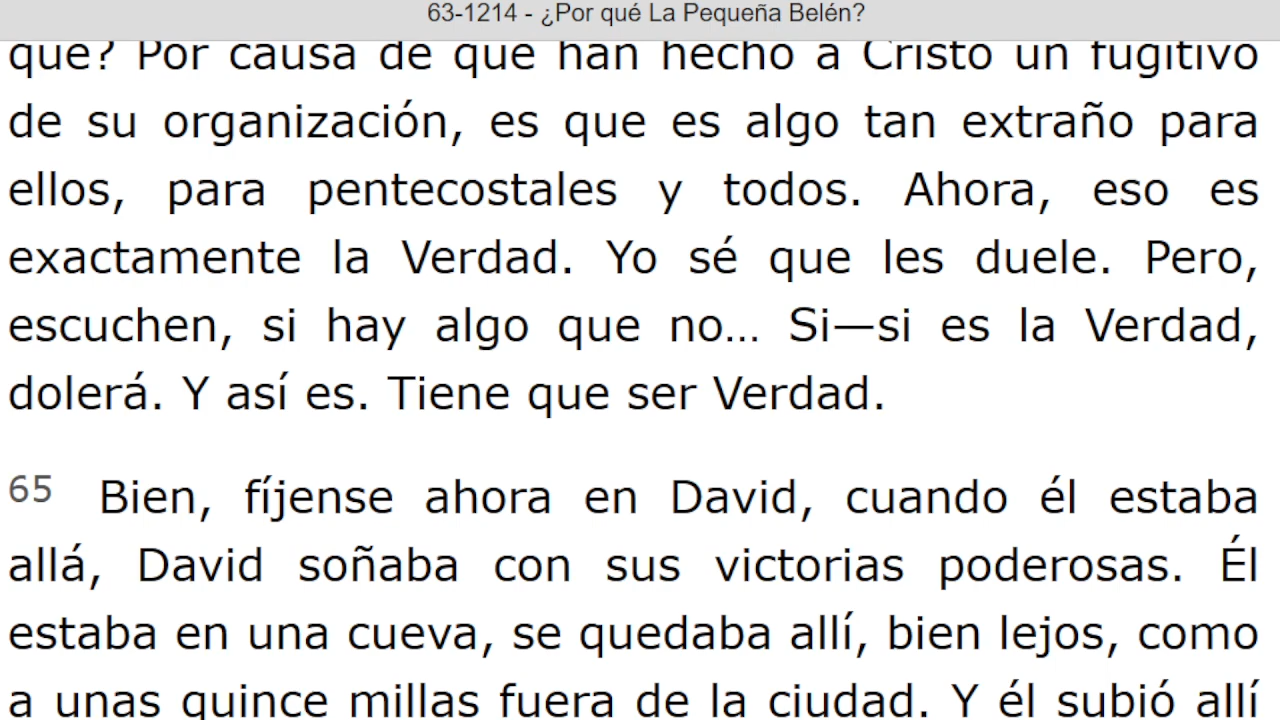 63-1214 - ¿Por qué La Pequeña Belén?
qué? Por causa de que han hecho a Cristo un fugitivo
de su organización, es que es algo tan extraño para
ellos, para pentecostales y todos. Ahora, eso es
exactamente la Verdad. Yo sé que les duele. Pero,
escuchen, si hay algo que no... Si—si es la Verdad,
dolerá. Y así es. Tiene que ser Verdad.
65 Bien, fíjense ahora en David, cuando él estaba
allá, David soñaba con sus victorias poderosas. Él
estaba en una cueva, se quedaba allí, bien lejos, como
a unas quince millas fuera de la ciudad. Y él subió allí